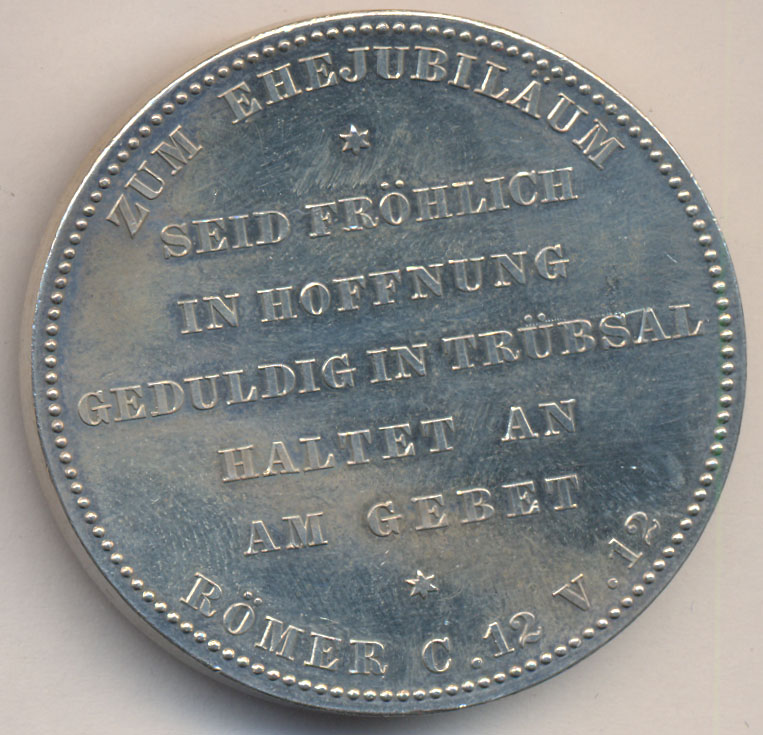 ZUM EHEJUBILÄUM
SEID FRÖHLICH
IN HOFFNUNG
GEDULDIG IN TRÜBSAL
HALTET AN
AM GEBET
RÖMER C. 12 V. 12